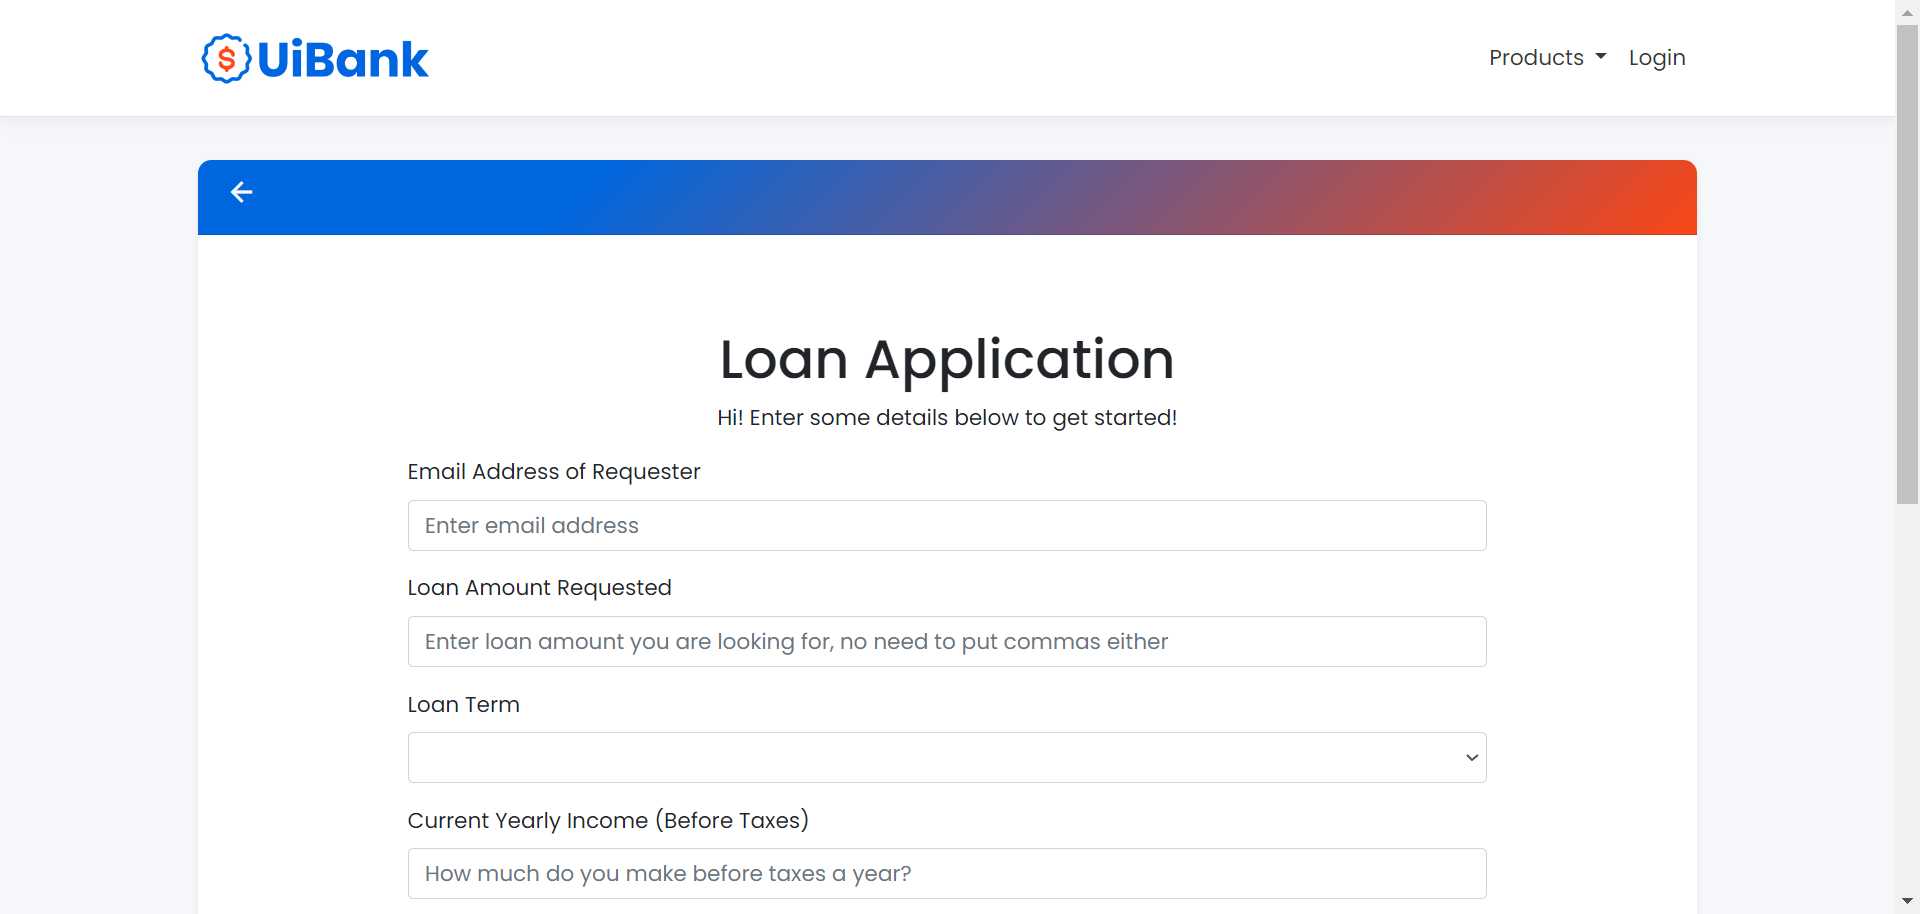 $ UiBank
Products
Login
Loan Application
Hi! Enter some details below to get started!
Email Address of Requester
Enter email address
Loan Amount Requested
Enter loan amount you are looking for, no need to put commas either
Loan Term
Current Yearly Income (Before Taxes)
How much do you make before taxes a year?